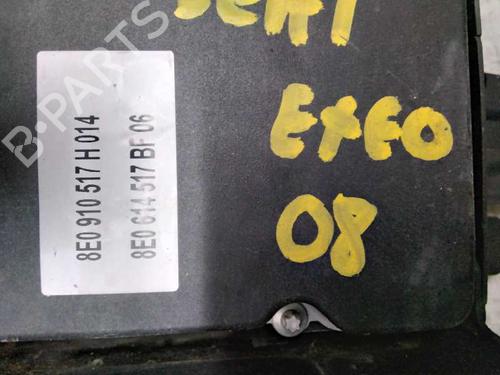 SEAT
EXEO
08
8E0 910 517 H 014
8E0 614 517 BF 06
B-PARTS